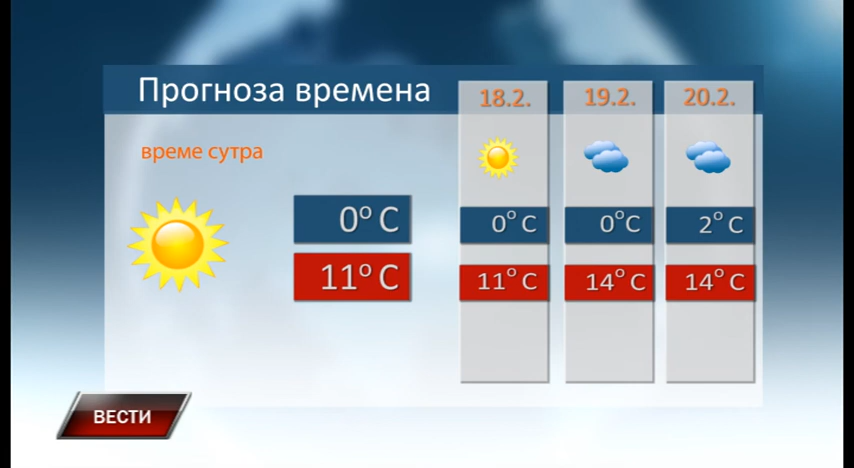 Прогноза времена
18.2.
19.2.
20.2.
време сутра
0° C
0° C
0°C
2° C
11° C
11° C
14° C
14° C
ВЕСТИ